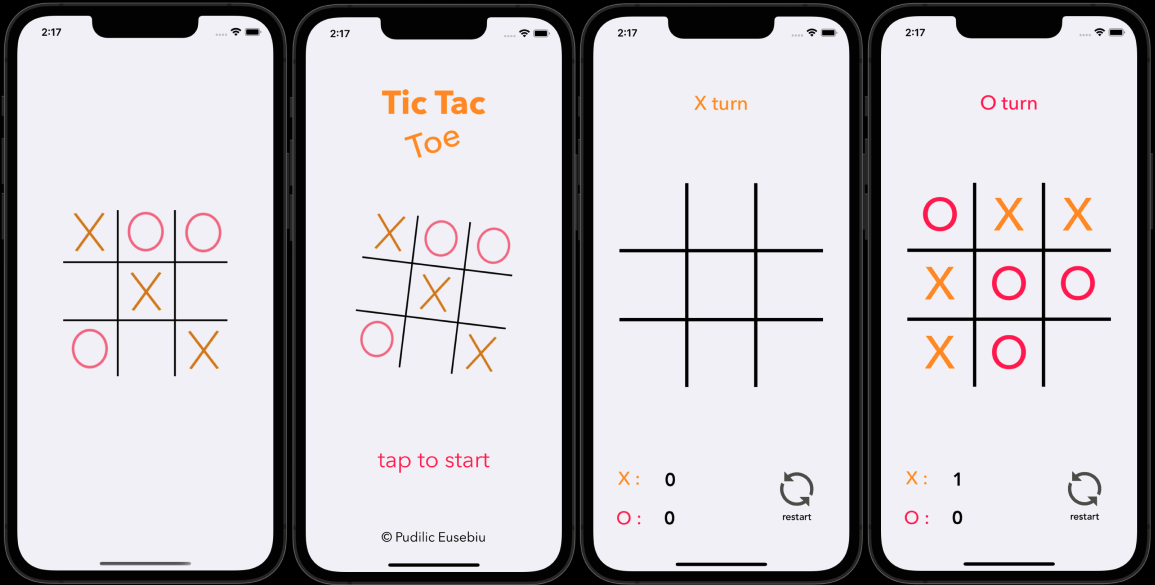 2:17
X O O
X
O X
2:17
Tic Tac
Toe
X O O
X
O X
tap to start
© Pudilic Eusebiu
2:17
X turn
X : 0
O : 0
restart
2:17
O turn
O X X
X O O
X O
X : 1
O : 0
restart